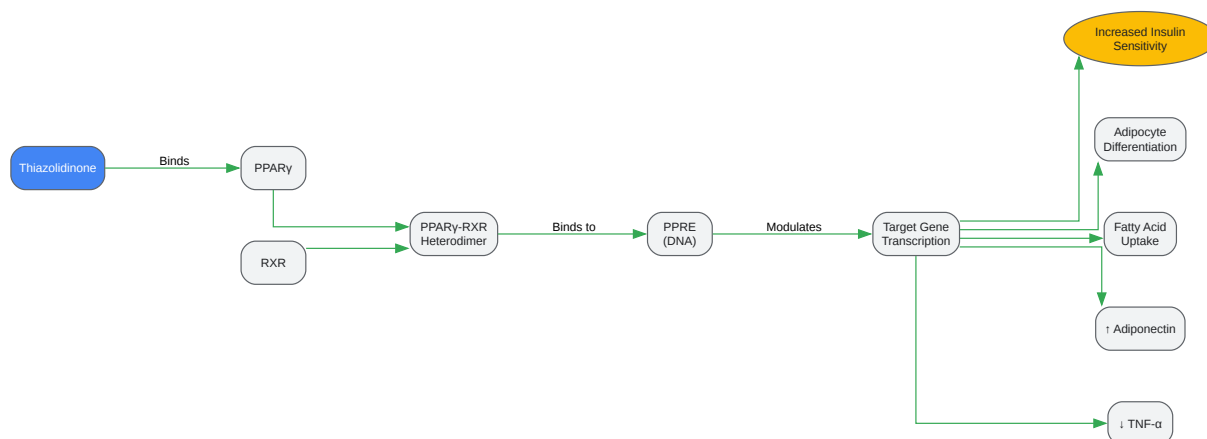 Increased Insulin
Sensitivity
Adipocyte
Differentiation
Thiazolidinone
Binds
PPARγ
PPARγ-RXR
Heterodimer
Binds to
PPRE
(DNA)
Modulates
Target Gene
Transcription
Fatty Acid
Uptake
RXR
↑ Adiponectin
↓ TNF-α